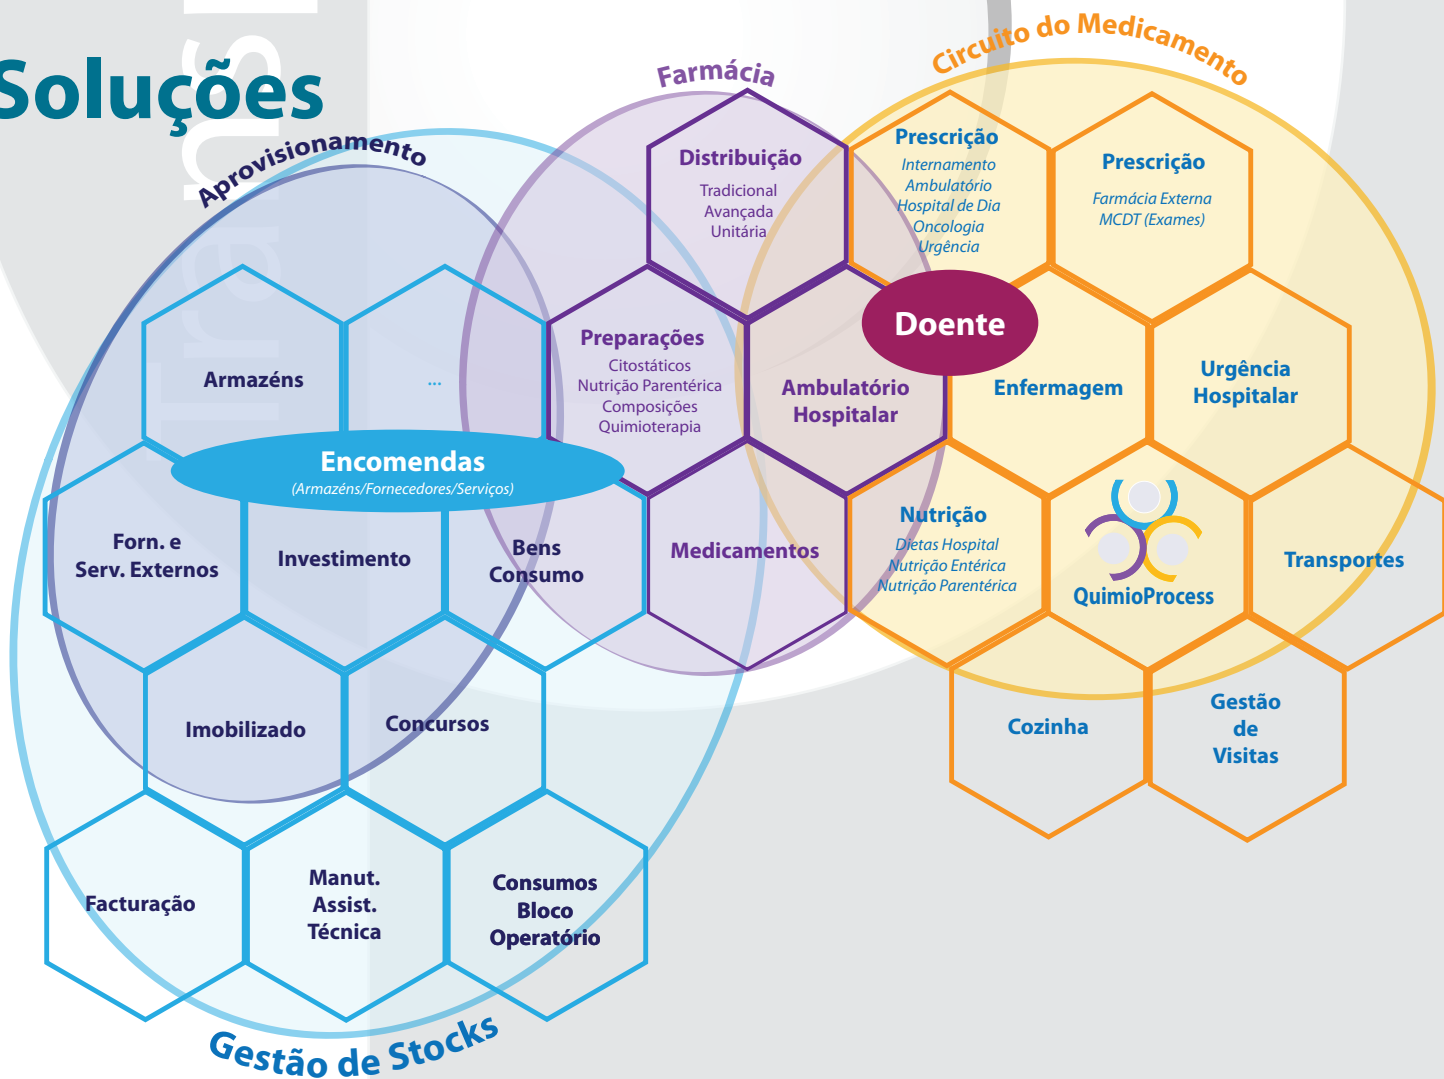 Soluções
Transl
Aprovisionamento
Farmácia
Circuito do Medicamento
Distribuição
Tradicional
Avançada
Unitária
Prescrição
Internamento
Ambulatório
Hospital de Dia
Oncologia
Urgência
Prescrição
Farmácia Externa
MCDT (Exames)
Armazéns
...
Preparações
Citostáticos
Nutrição Parentérica
Composições
Quimioterapia
Doente
Ambulatório
Hospitalar
Enfermagem
Urgência
Hospitalar
Encomendas
(Armazéns/Fornecedores/Serviços)
Forn. e
Serv. Externos
Investimento
Bens
Consumo
Medicamentos
Nutrição
Dietas Hospital
Nutrição Entérica
Nutrição Parentérica
QuimioProcess
Transportes
Imobilizado
Concursos
Cozinha
Gestão
de
Visitas
Facturação
Manut.
Assist.
Técnica
Consumos
Bloco
Operatório
Gestão de Stocks